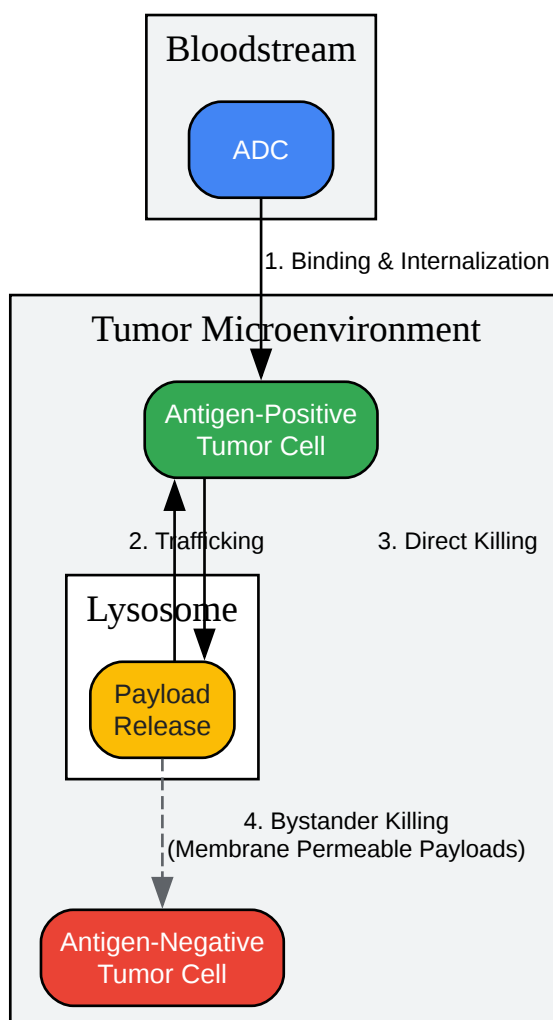 Bloodstream
ADC
1. Binding & Internalization
Tumor Microenvironment
Antigen-Positive
Tumor Cell
2. Trafficking
3. Direct Killing
Lysosome
Payload
Release
4. Bystander Killing
(Membrane Permeable Payloads)
Antigen-Negative
Tumor Cell